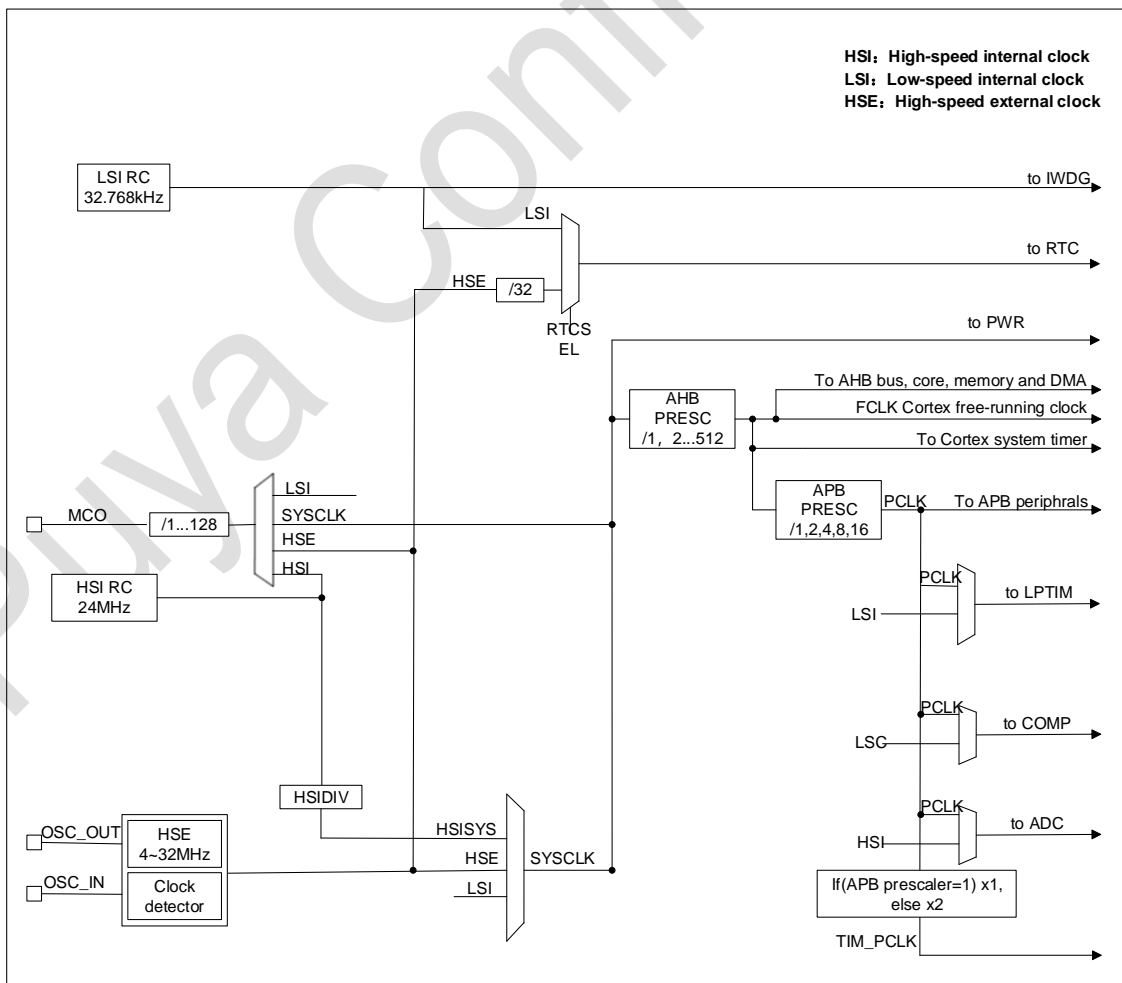 Puya Confi
HSI：High-speed internal clock
LSI：Low-speed internal clock
HSE：High-speed external clock
LSI RC
32.768kHz
to IWDG
LSI
to RTC
HSE
/32
RTCS
EL
to PWR
To AHB bus, core, memory and DMA
AHB
PRESC
/1, 2...512
FCLK Cortex free-running clock
To Cortex system timer
LSI
APB
PRESC
/1,2,4,8,16
PCLK
To APB periphrals
MCO
/1...128
SYSCLK
HSE
HSI
HSI RC
24MHz
PCLK
to LPTIM
LSI
PCLK
to COMP
LSC
HSIDIV
OSC_OUT
HSE
4~32MHz
HSISYS
PCLK
to ADC
HSI
HSE
SYSCLK
OSC_IN
Clock
detector
LSI
If(APB prescaler=1) x1,
else x2
TIM_PCLK